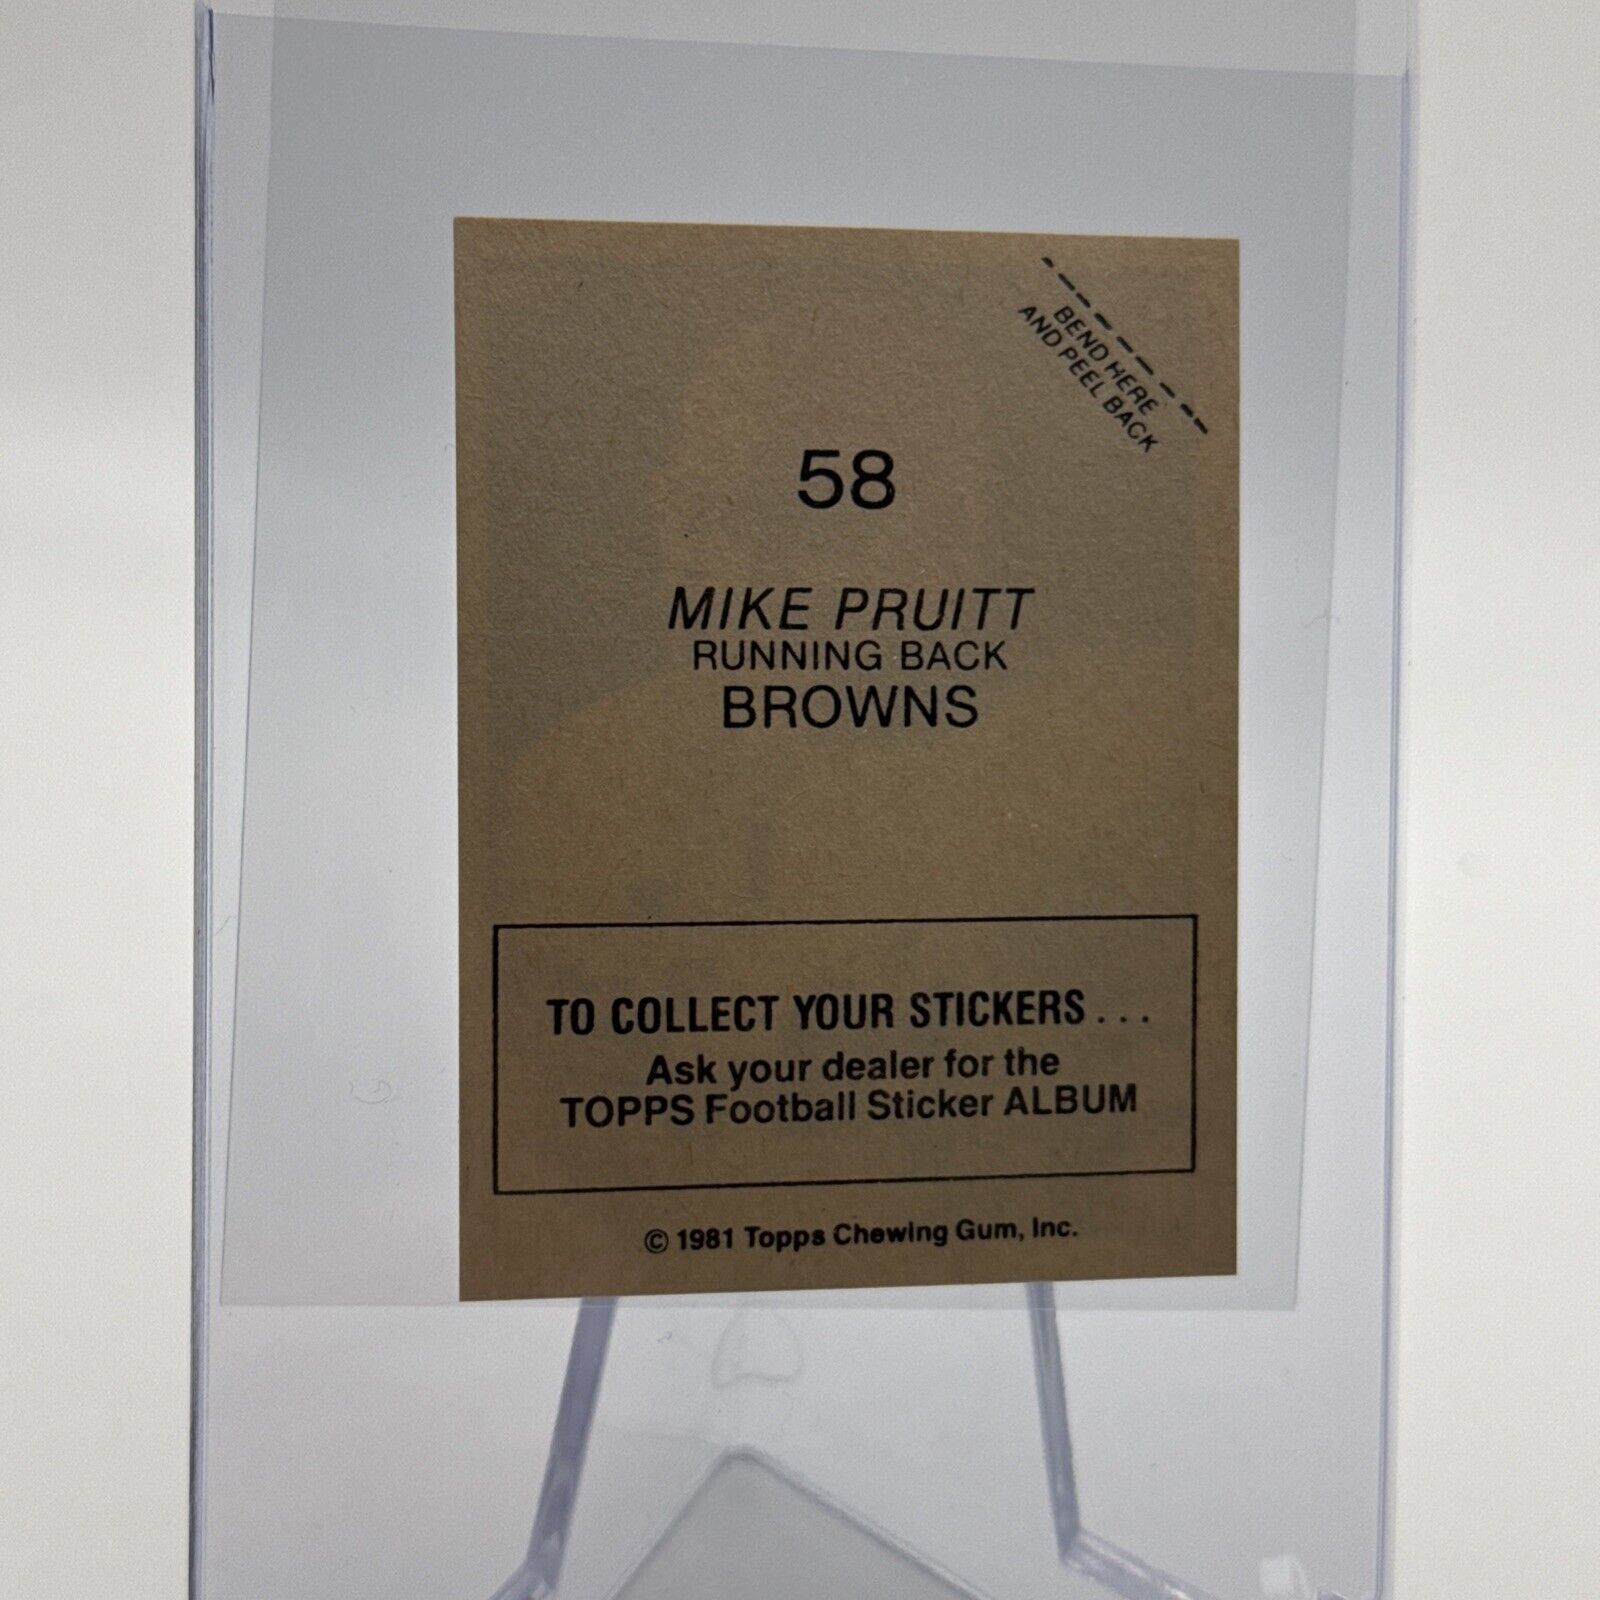 BEND HERE
AND PEEL BACK
58
MIKE PRUITT
RUNNING BACK
BROWNS
TO COLLECT YOUR STICKERS...
Ask your dealer for the
TOPPS Football Sticker ALBUM
© 1981 Topps Chewing Gum, Inc.